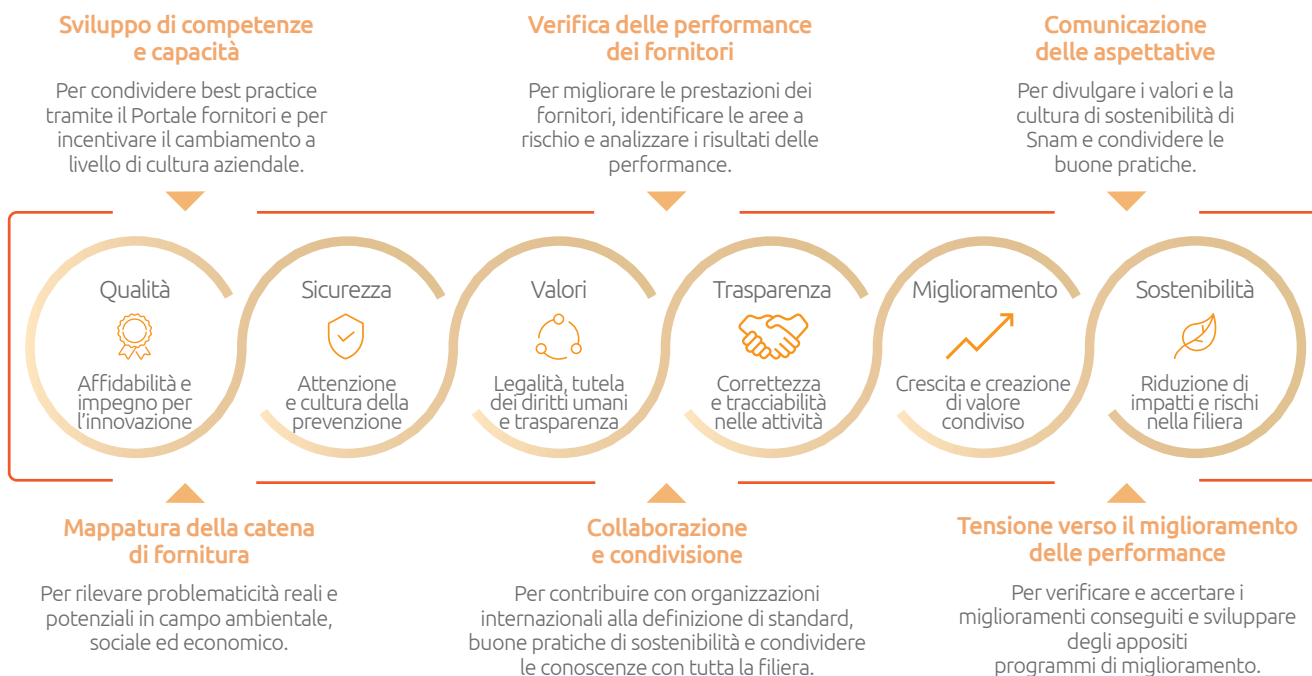 Sviluppo di competenze
e capacità
Per condividere best practice
tramite il Portale fornitori e per
incentivare il cambiamento a
livello di cultura aziendale.
Verifica delle performance
dei fornitori
Per migliorare le prestazioni dei
fornitori, identificare le aree a
rischio e analizzare i risultati delle
performance.
Comunicazione
delle aspettative
Per divulgare i valori e la
cultura di sostenibilità di
Snam e condividere le
buone pratiche.
Qualità
Affidabilità e
impegno per
l'innovazione
Sicurezza
Attenzione
e cultura della
prevenzione
Valori
Legalità, tutela
dei diritti umani
e trasparenza
Trasparenza
Correttezza
e tracciabilità
nelle attività
Miglioramento
Crescita e creazione
di valore
condiviso
Sostenibilità
Riduzione di
impatti e rischi
nella filiera
Mappatura della catena
di fornitura
Per rilevare problematicità reali e
potenziali in campo ambientale,
sociale ed economico.
Collaborazione
e condivisione
Per contribuire con organizzazioni
internazionali alla definizione di standard,
buone pratiche di sostenibilità e condividere
le conoscenze con tutta la filiera.
Tensione verso il miglioramento
delle performance
Per verificare e accertare i
miglioramenti conseguiti e sviluppare
degli appositi
programmi di miglioramento.